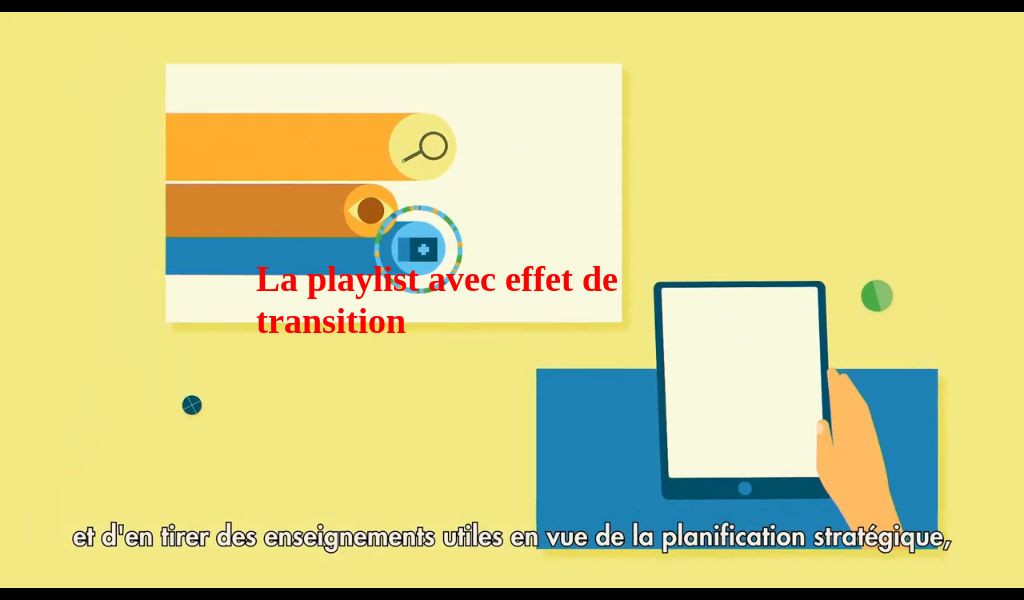 La playlist avec effet de
transition
et d'en tirer des enseignements utiles en vue de la planification stratégique,